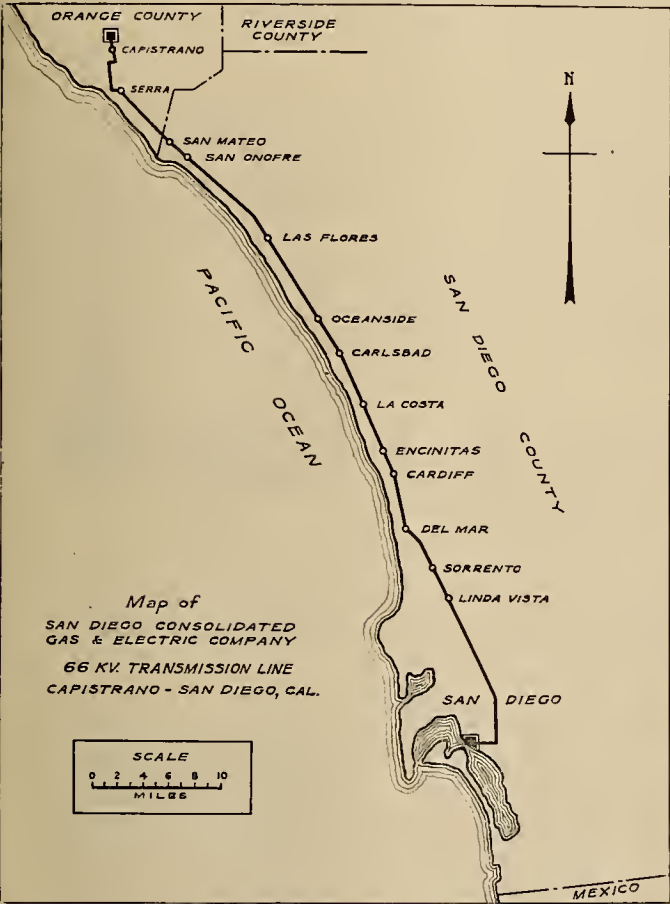 ORANGE COUNTY
RIVERSIDE
COUNTY
CAPISTRANO
SERRA
N
SAN MATEO
SAN ONOFRE
LAS FLORES
PACIFIC
OCEAN
SAN DIEGO COUNTY
OCEANSIDE
CARLSBAD
LA COSTA
ENCINITAS
CARDIFF
DEL MAR
SORRENTO
LINDA VISTA
Map of
SAN DIEGO CONSOLIDATED
GAS & ELECTRIC COMPANY
66 KV. TRANSMISSION LINE
CAPISTRANO - SAN DIEGO, CAL.
SAN DIEGO
SCALE
0 2 4 6 8 10
MILES
MEXICO